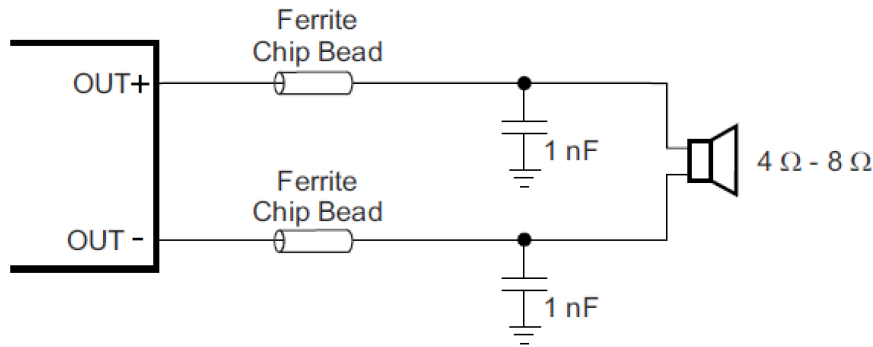 Ferrite
Chip Bead
OUT+
1 nF
4 Ω - 8 Ω
Ferrite
Chip Bead
OUT -
1 nF